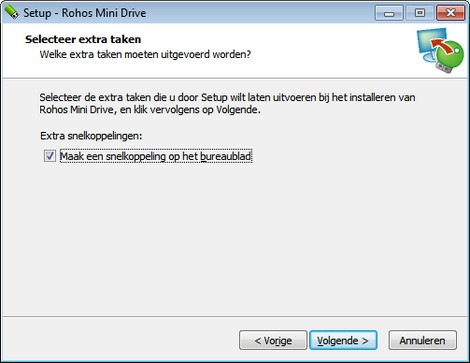 Setup - Rohos Mini Drive
Selecteer extra taken
Welke extra taken moeten uitgevoerd worden?
Selecteer de extra taken die u door Setup wilt laten uitvoeren bij het installeren van
Rohos Mini Drive, en klik vervolgens op Volgende.
Extra snelkoppelingen:
Maak een snelkoppeling op het bureaublad
< Vorige
Volgende >
Annuleren